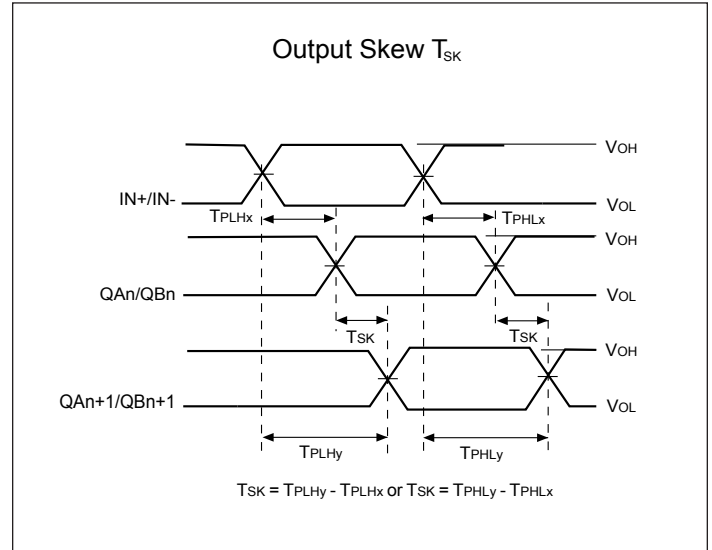 Output Skew TSK
VOH
IN+/IN-
VOL
TPLHx
TPHLx
VOH
QAn/QBn
VOL
TSK
TSK
VOH
QAn+1/QBn+1
VOL
TPLHy
TPHLy
TSK = TPLHy - TPLHx or TSK = TPHLy - TPHLx